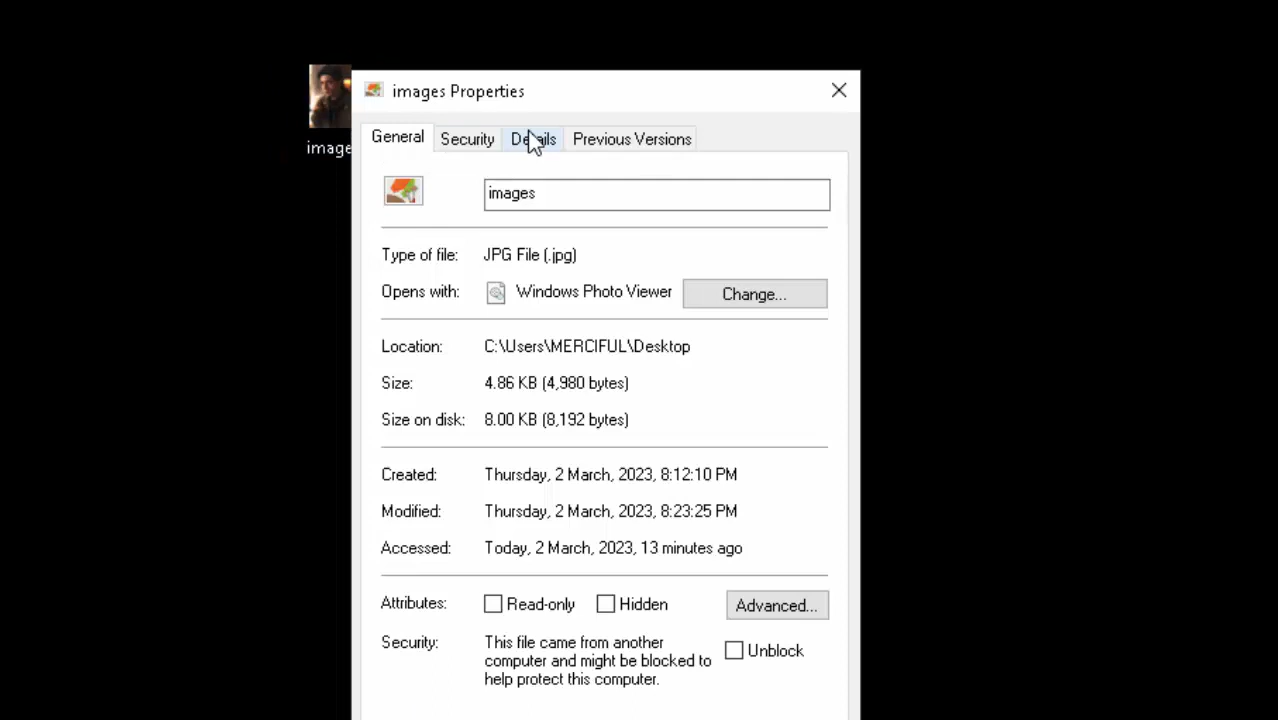 images Properties
General Security Details Previous Versions
image
images
Type of file: JPG File (.jpg)
Opens with: Windows Photo Viewer Change...
Location: C:\Users\MERCIFUL\Desktop
Size: 4.86 KB (4,980 bytes)
Size on disk: 8.00 KB (8,192 bytes)
Created: Thursday, 2 March, 2023, 8:12:10 PM
Modified: Thursday, 2 March, 2023, 8:23:25 PM
Accessed: Today, 2 March, 2023, 13 minutes ago
Attributes: Read-only Hidden Advanced...
Security: This file came from another
computer and might be blocked to
help protect this computer.
Unblock